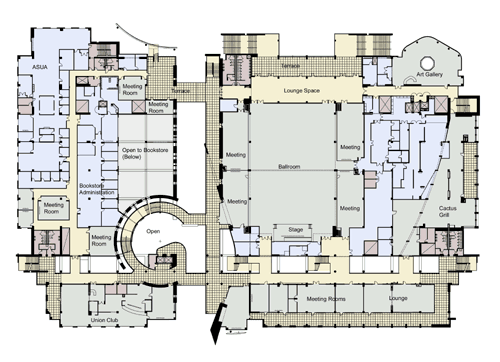 ASUA
Meeting
Room
Meeting
Room
Terrace
Terrace
Lounge Space
Art Gallery
Open to Bookstore
(Below)
Meeting
Ballroom
Meeting
Bookstore
Administration
Meeting
Room
Meeting
Meeting
Cactus
Grill
Meeting
Room
Open
Stage
Meeting Rooms
Lounge
Union Club